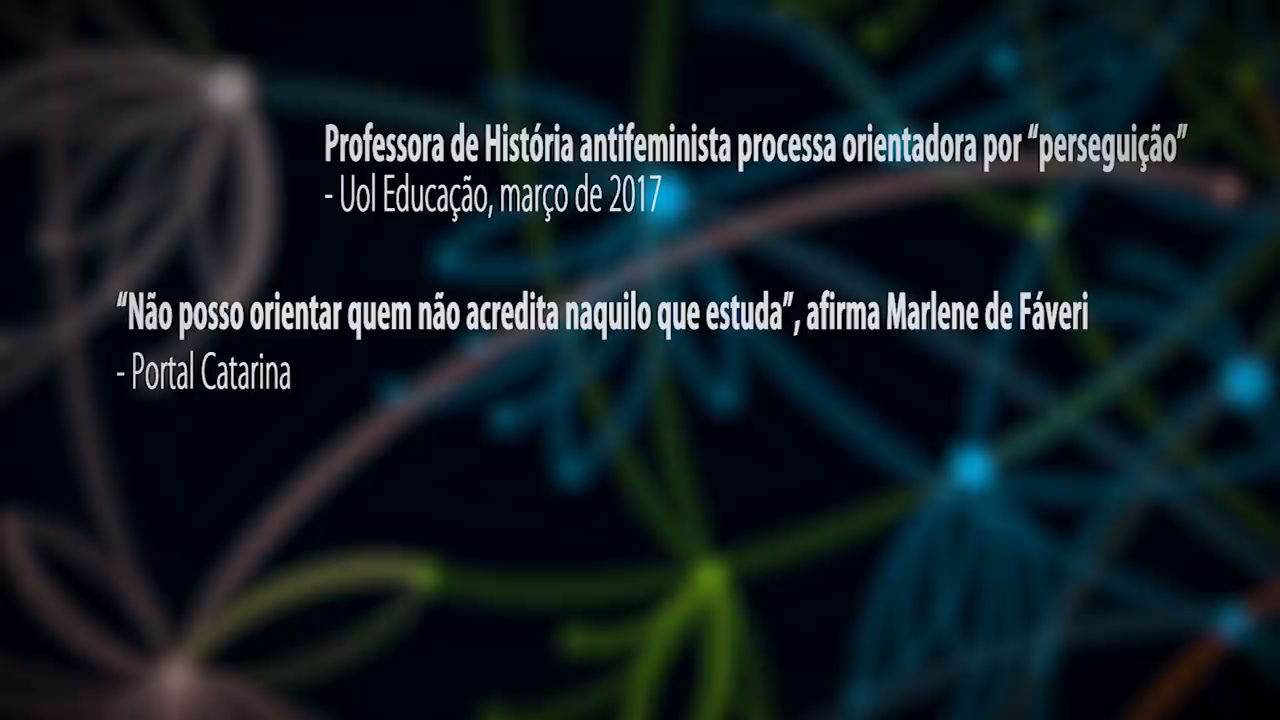 Professora de História antifeminista processa orientadora por “perseguição”
- Uol Educação, março de 2017
“Não posso orientar quem não acredita naquilo que estuda”, afirma Marlene de Fáveri
- Portal Catarina